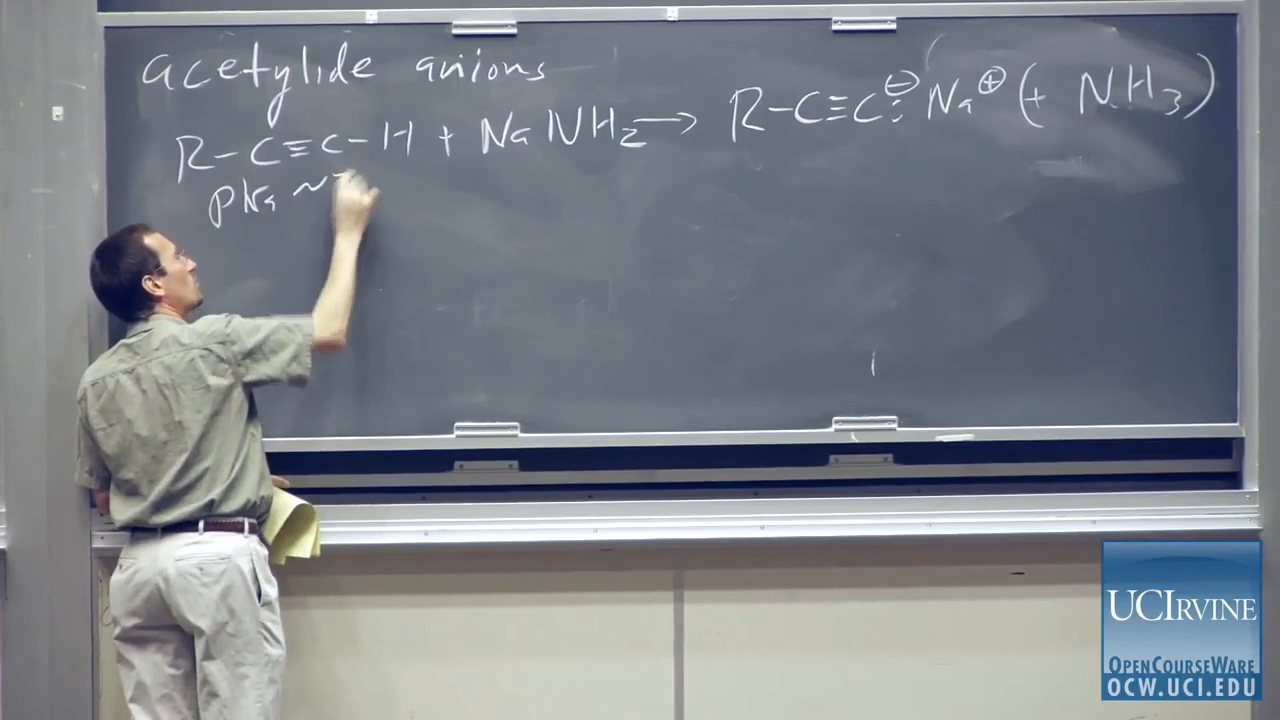 acetylide anions
R-C≡C-H + NaNH₂ → R-C≡C:⊖ Na⊕ (+ NH₃)
pKa ~
UCIRVINE
OPENCOURSEWARE
OCW.UCI.EDU